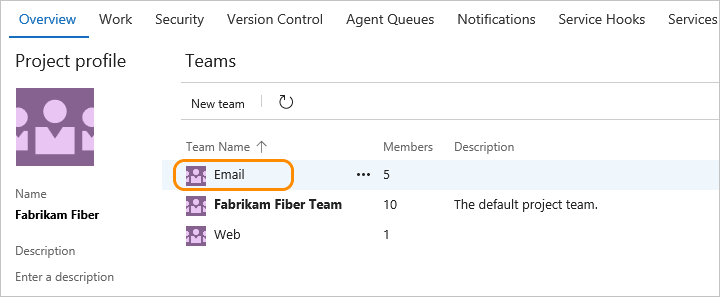 Overview Work Security Version Control Agent Queues Notifications Service Hooks Services
Project profile
Teams
New team
Team Name Members Description
Email ••• 5
Fabrikam Fiber Team 10 The default project team.
Web 1
Name
Fabrikam Fiber
Description
Enter a description